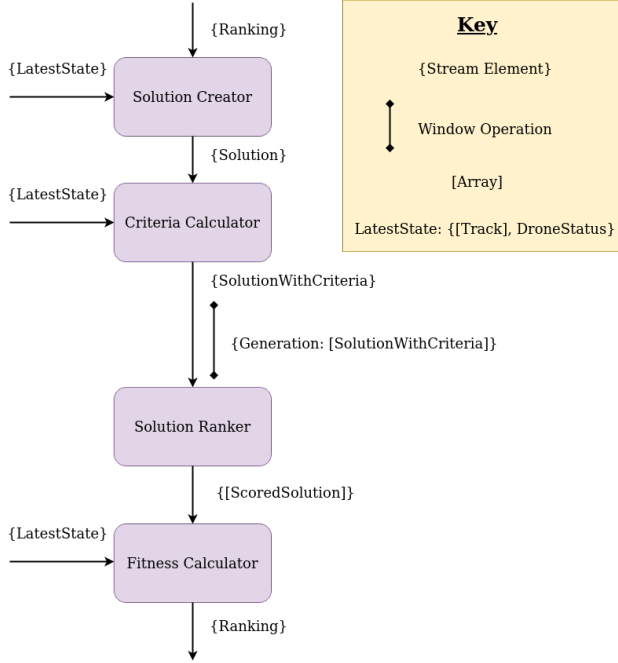 {Ranking}
{LatestState}
Solution Creator
{Solution}
{LatestState}
Criteria Calculator
{SolutionWithCriteria}
{Generation: [SolutionWithCriteria]}
Solution Ranker
{[ScoredSolution]}
{LatestState}
Fitness Calculator
{Ranking}
Key
{Stream Element}
Window Operation
[Array]
LatestState: {[Track], DroneStatus}